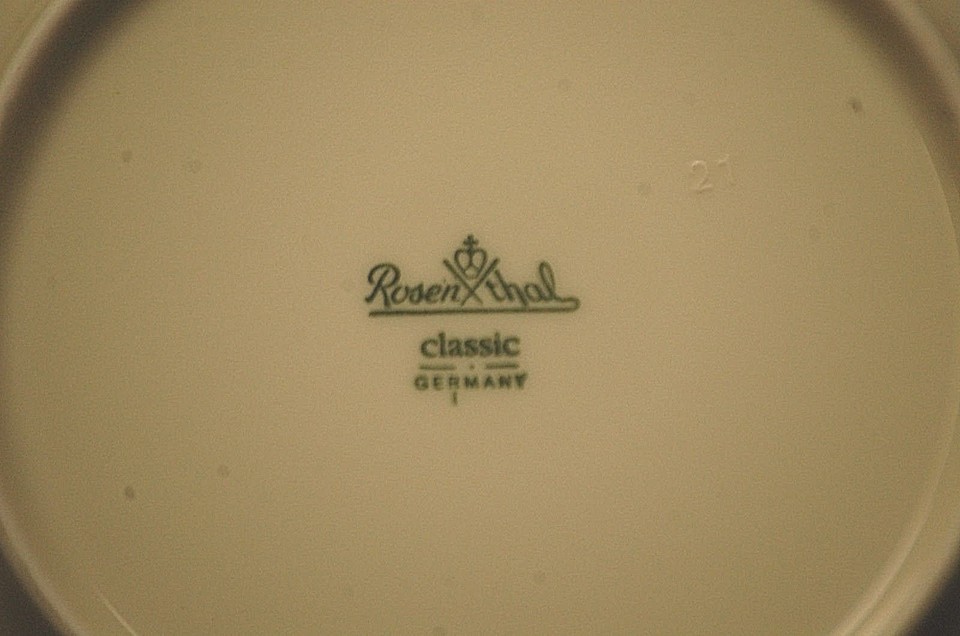 21
Rosenthal
classic
GERMANY